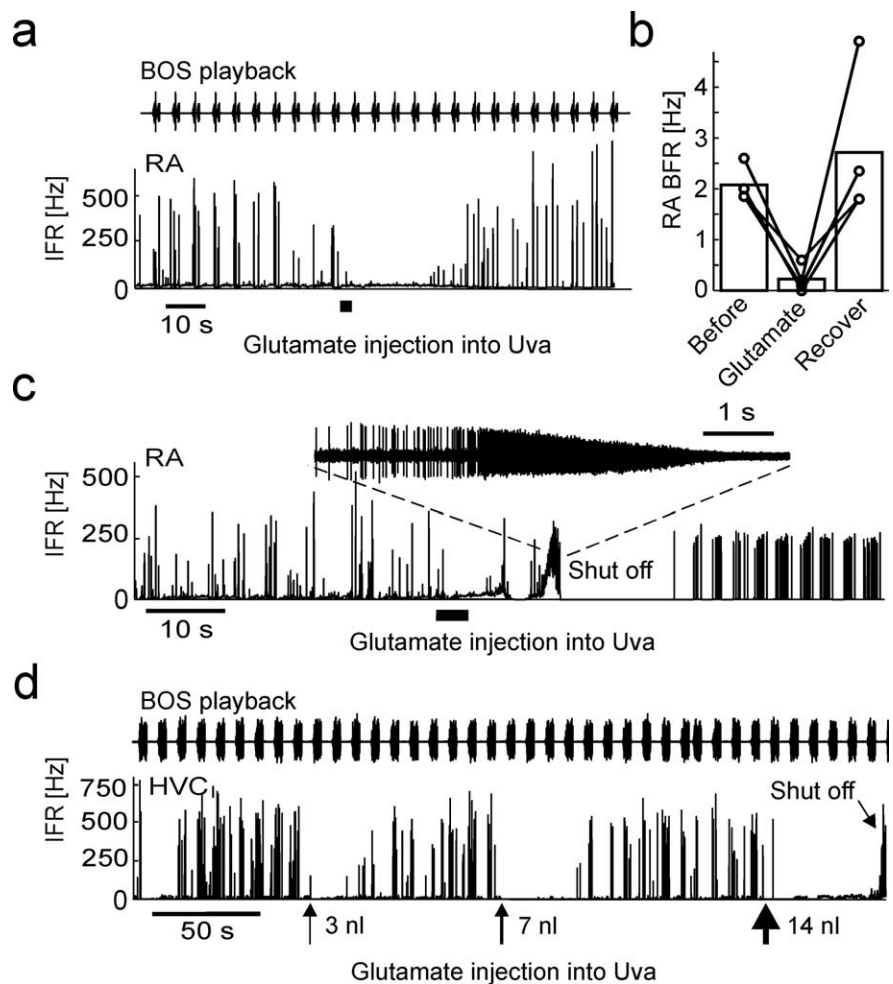 a
BOS playback
RA
IFR [Hz]
500
250
0
10 s
Glutamate injection into Uva
b
RA BFR [Hz]
4
3
2
1
0
Before
Glutamate
Recover
c
1 s
RA
IFR [Hz]
500
250
0
Shut off
10 s
Glutamate injection into Uva
d
BOS playback
HVC_I
IFR [Hz]
750
500
250
0
Shut off
50 s
3 nl
7 nl
14 nl
Glutamate injection into Uva